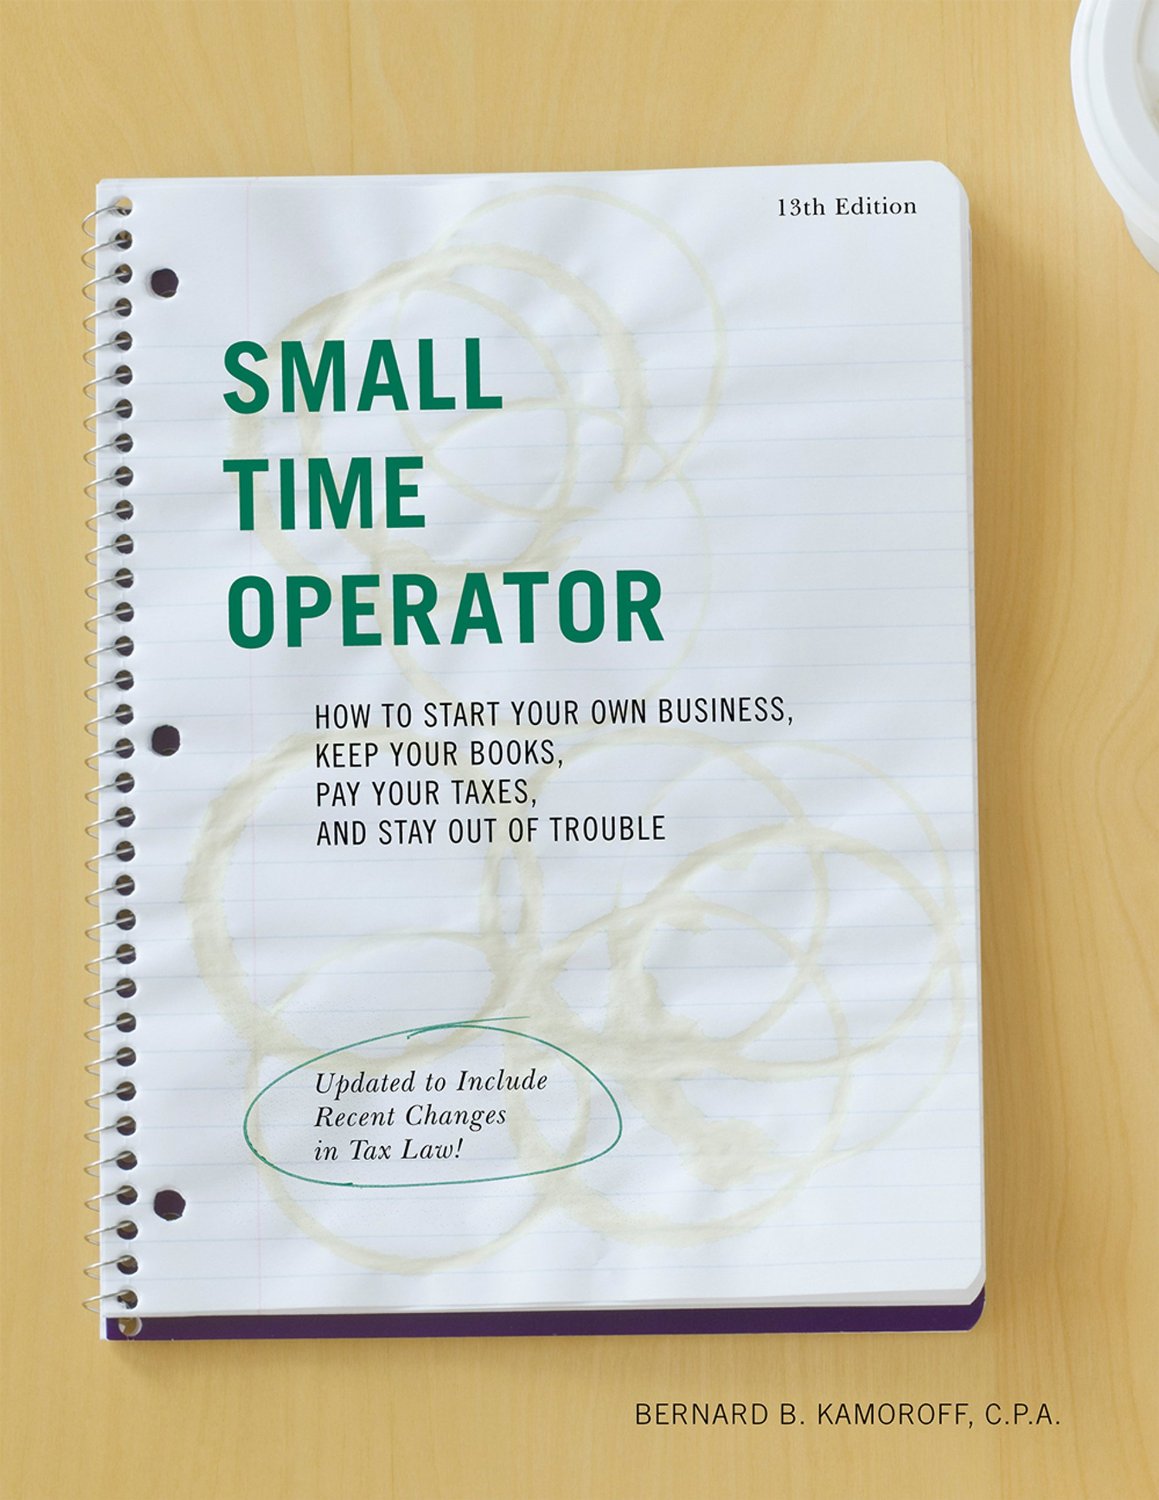 13th Edition
SMALL
TIME
OPERATOR
HOW TO START YOUR OWN BUSINESS,
KEEP YOUR BOOKS,
PAY YOUR TAXES,
AND STAY OUT OF TROUBLE
Updated to Include
Recent Changes
in Tax Law!
BERNARD B. KAMOROFF, C.P.A.